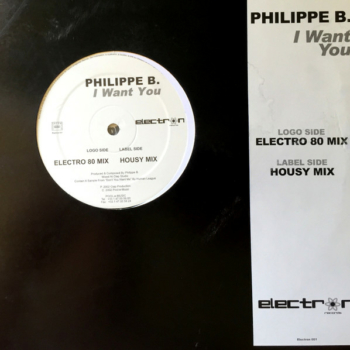 PHILIPPE B.
I Want You
electron
LOGO SIDE
LABEL SIDE
ELECTRO 80 MIX
HOUSY MIX
PHILIPPE B.
I Want
You
LOGO SIDE
ELECTRO 80 MIX
LABEL SIDE
HOUSY MIX
electron